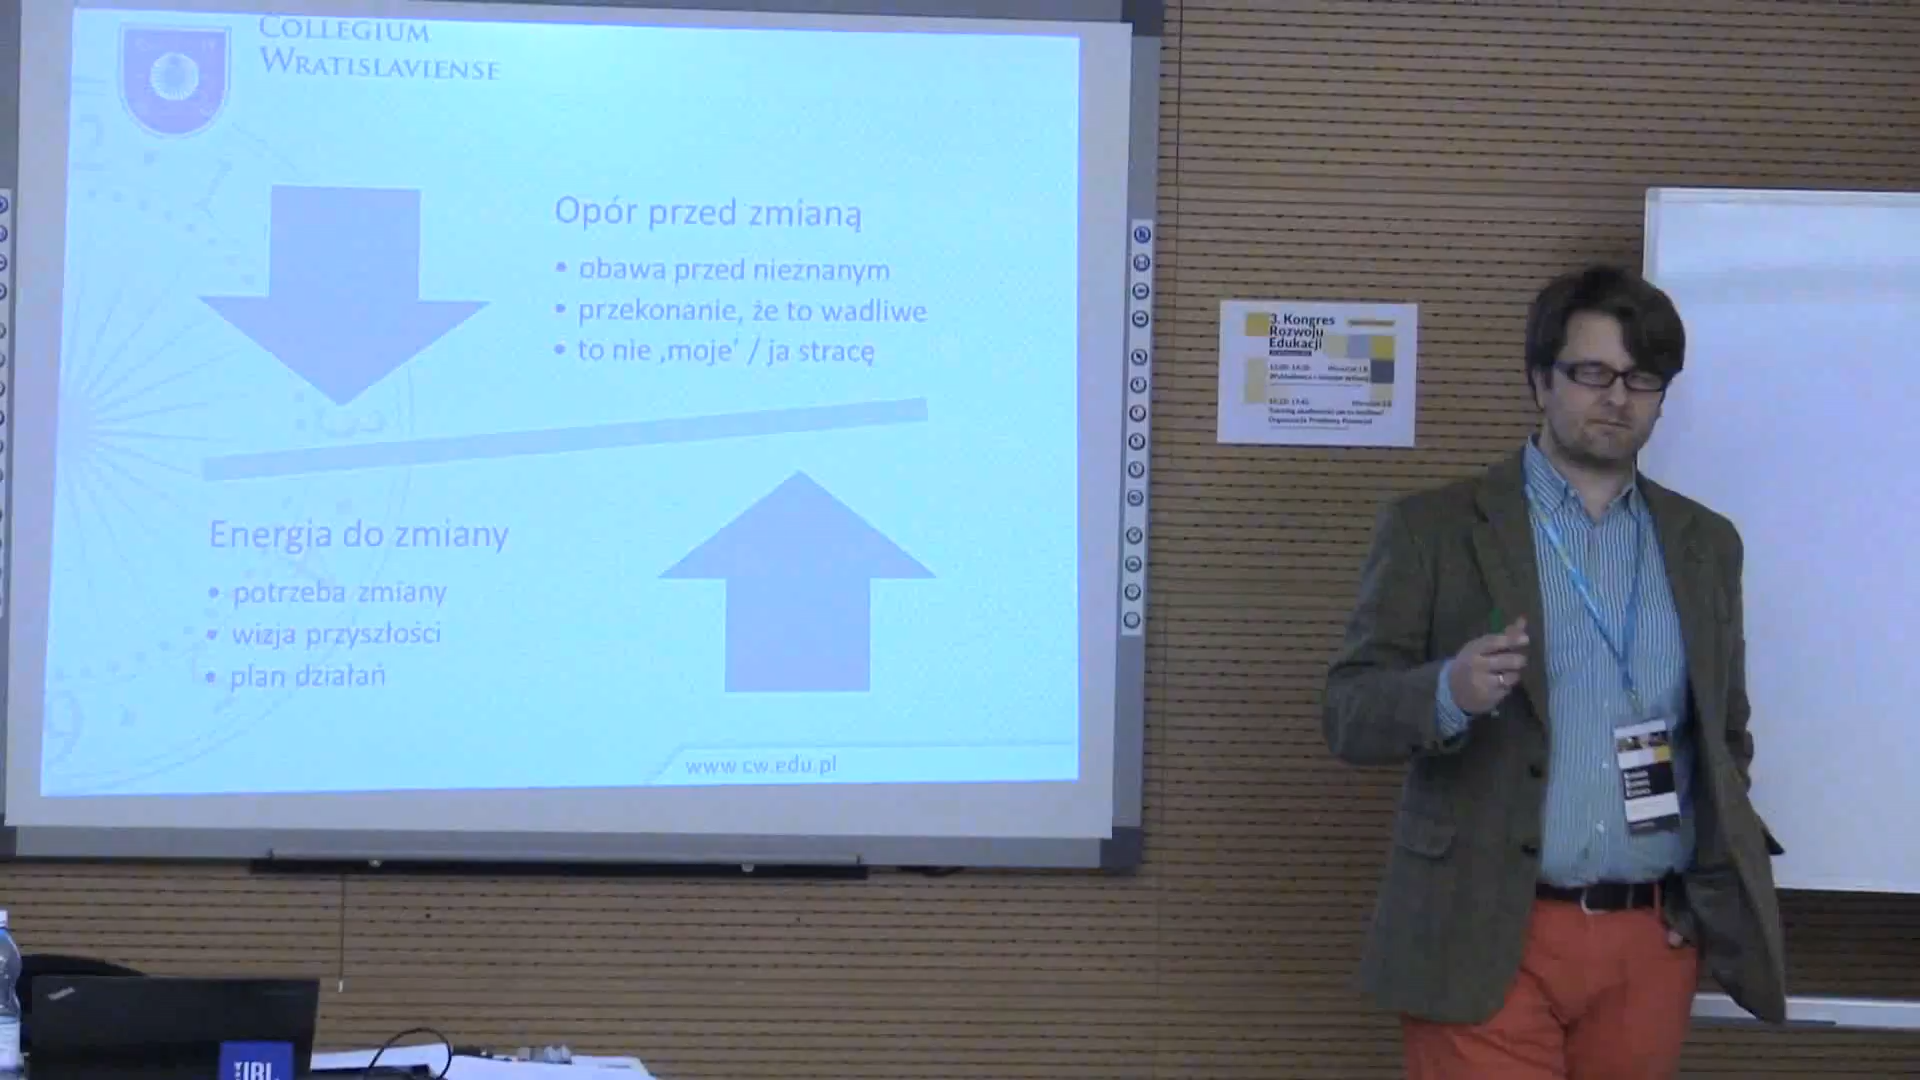 COLLEGIUM
WRATISLAVIENSE
Opór przed zmianą
• obawa przed nieznanym
• przekonanie, że to wadliwe
• to nie ‚moje’ / ja stracę
Energia do zmiany
• potrzeba zmiany
• wizja przyszłości
• plan działań
www.cw.edu.pl
3. Kongres
Rozwoju
Edukacji